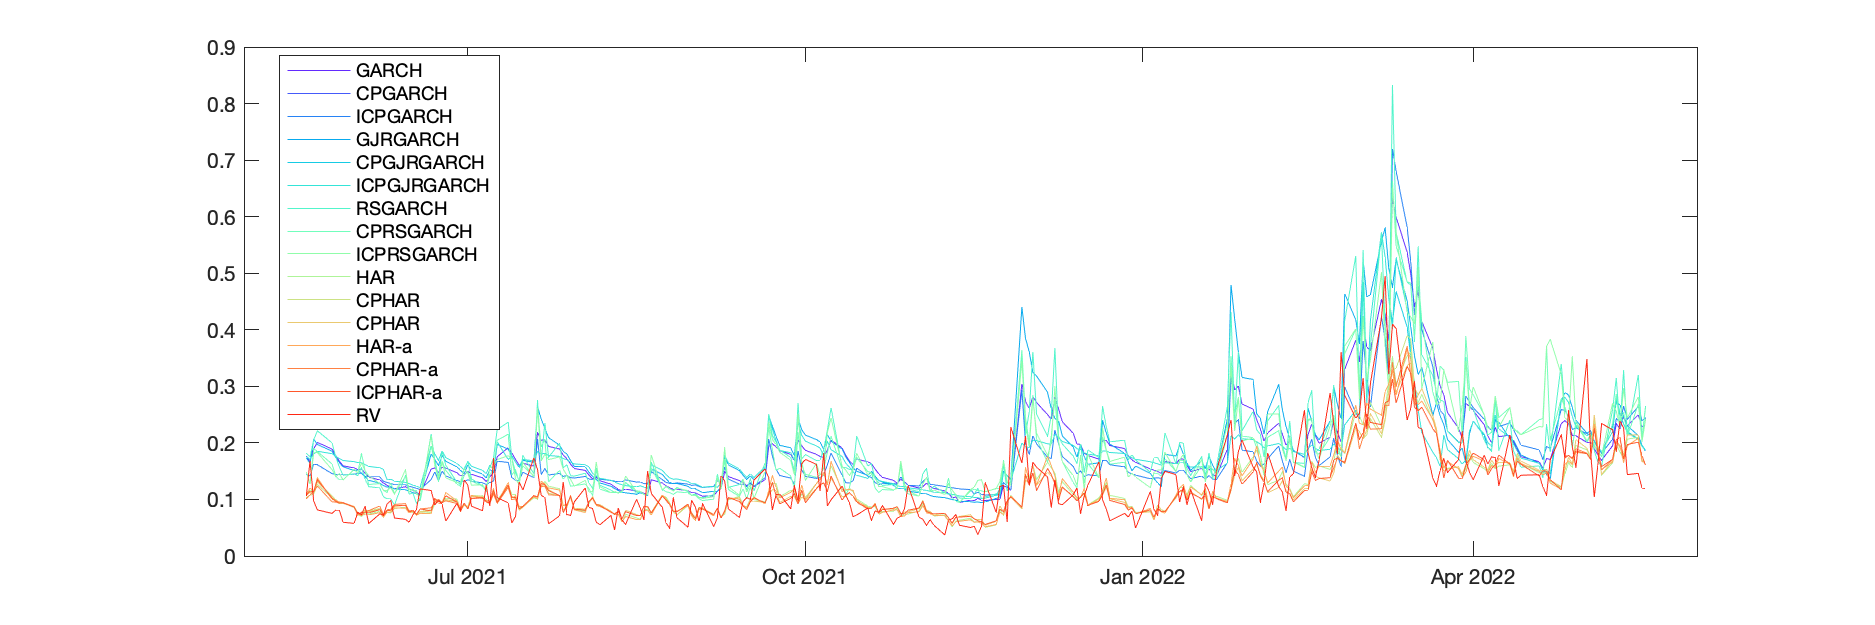 0.9
0.8
0.7
0.6
0.5
0.4
0.3
0.2
0.1
0
GARCH
CPGARCH
ICPGARCH
GJRGARCH
CPGJRGARCH
ICPGJRGARCH
RSGARCH
CPRSGARCH
ICPRSGARCH
HAR
CPHAR
CPHAR
HAR-a
CPHAR-a
ICPHAR-a
RV
Jul 2021 Oct 2021 Jan 2022 Apr 2022